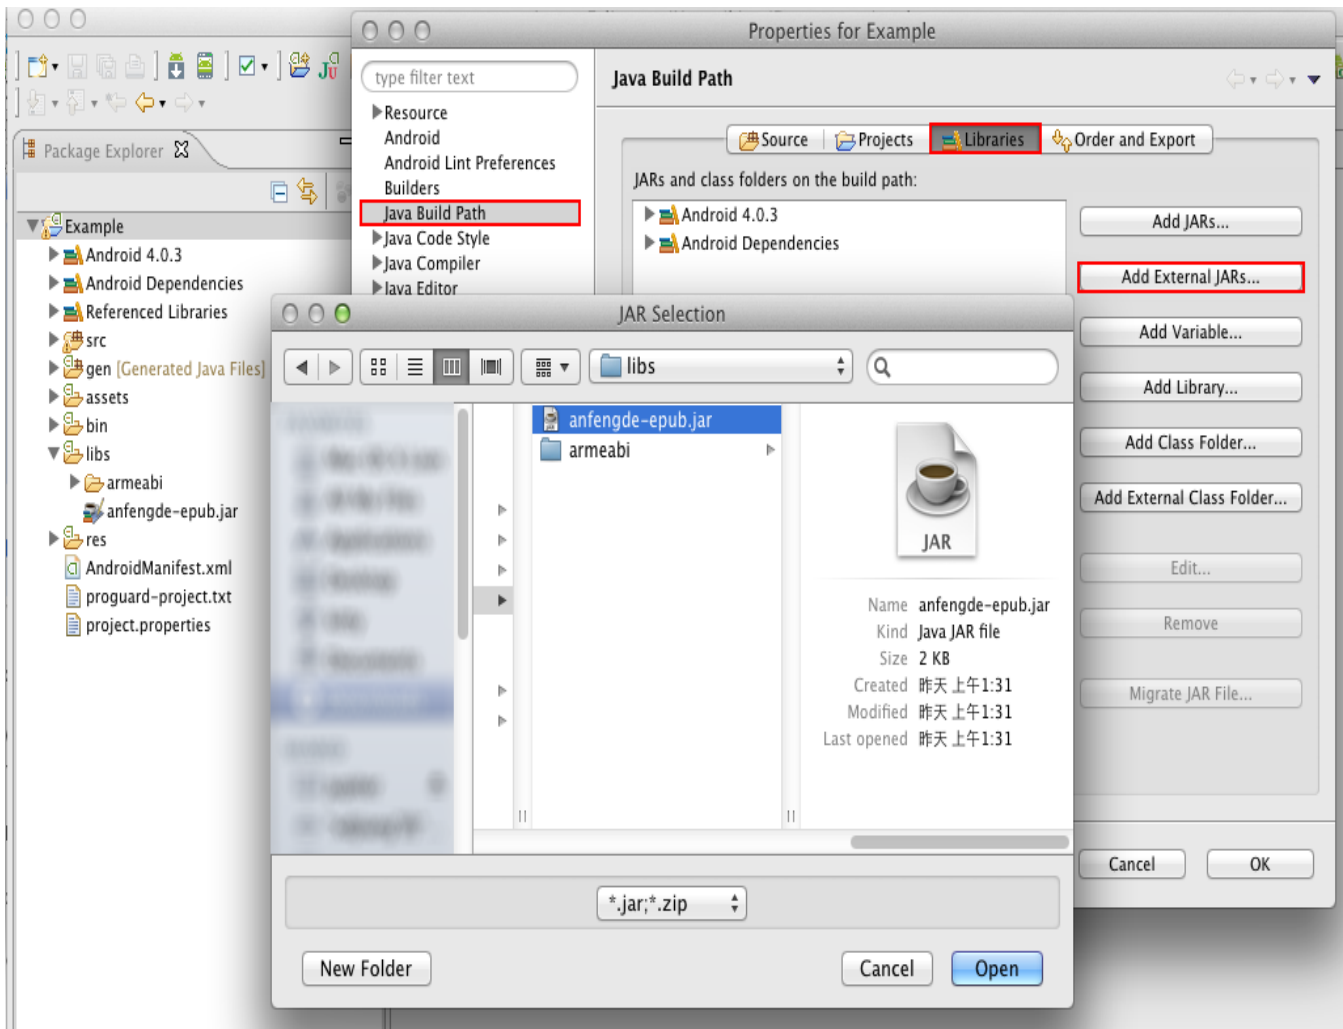 Properties for Example
type filter text
Java Build Path
Resource
Android
Android Lint Preferences
Builders
Java Build Path
Java Code Style
Java Compiler
Java Editor
Source
Projects
Libraries
Order and Export
JARs and class folders on the build path:
Android 4.0.3
Android Dependencies
Add JARs...
Add External JARs...
Add Variable...
Add Library...
Add Class Folder...
Add External Class Folder...
Edit...
Remove
Migrate JAR File...
Cancel
OK
Package Explorer
Example
Android 4.0.3
Android Dependencies
Referenced Libraries
src
gen [Generated Java Files]
assets
bin
libs
armeabi
anfengde-epub.jar
res
AndroidManifest.xml
proguard-project.txt
project.properties
JAR Selection
libs
anfengde-epub.jar
armeabi
JAR
Name anfengde-epub.jar
Kind Java JAR file
Size 2 KB
Created 昨天 上午1:31
Modified 昨天 上午1:31
Last opened 昨天 上午1:31
*.jar;*.zip
New Folder
Cancel
Open